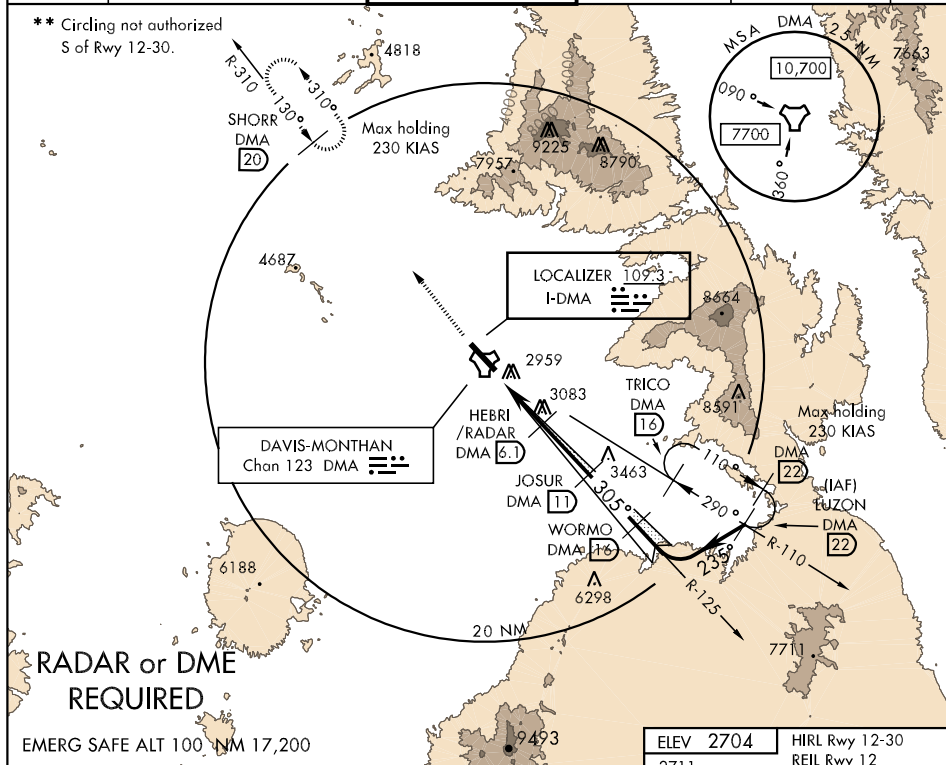 ** Circling not authorized
S of Rwy 12-30.
4818
R-310
310°
130°
SHORR
DMA
20
Max holding
230 KIAS
7957
9225
8790
MSA DMA 25 NM
10,700
090°
7700
360°
7663
4687
LOCALIZER 109.3
I-DMA
8664
2959
3083
HEBRI
/RADAR
DMA 6.1
TRICO
DMA
16
8591
Max holding
230 KIAS
DAVIS-MONTHAN
Chan 123 DMA
JOSUR
DMA 11
3463
305°
110°
290°
DMA
22
(IAF)
LUZON
DMA
22
WORMO
DMA 16
235°
R-110
R-125
6188
6298
20 NM
7711
RADAR or DME
REQUIRED
EMERG SAFE ALT 100 NM 17,200
9493
ELEV 2704
HIRL Rwy 12-30
REIL Rwy 12